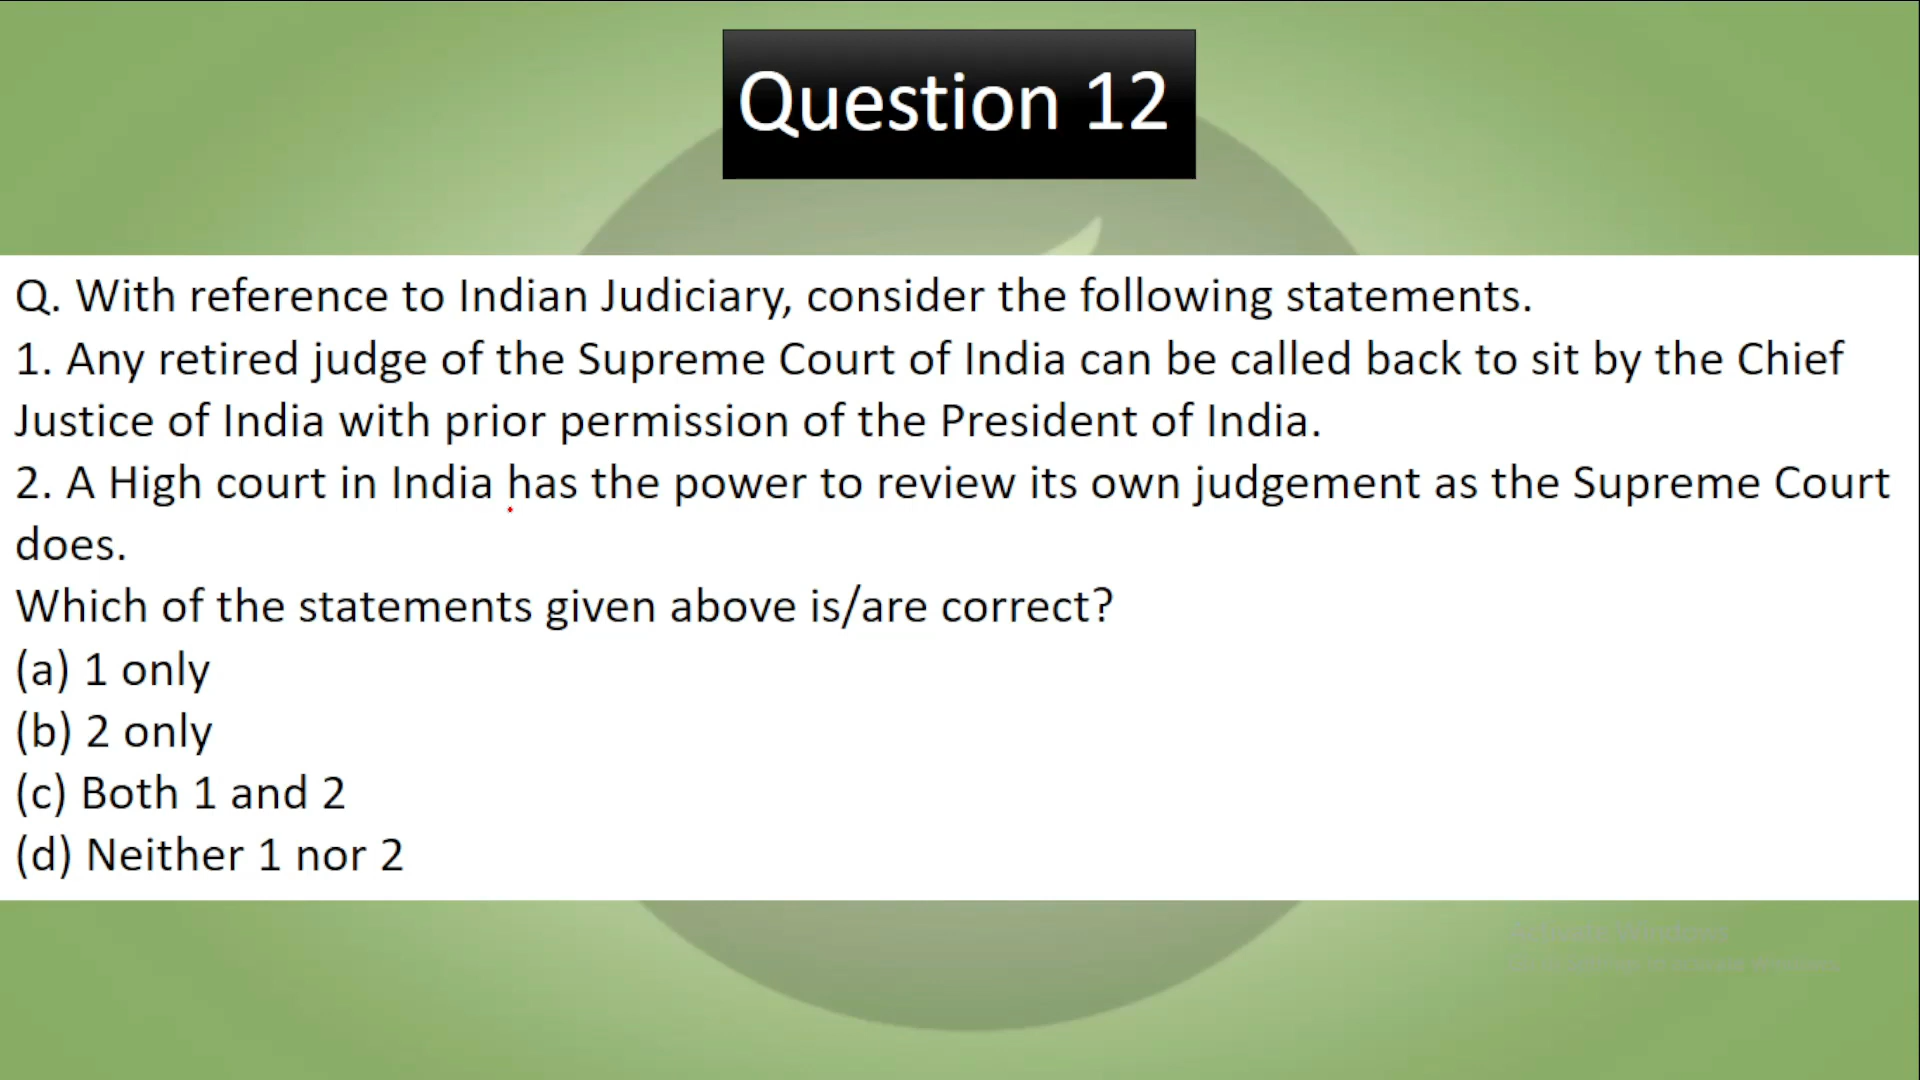 Question 12
Q. With reference to Indian Judiciary, consider the following statements.
1. Any retired judge of the Supreme Court of India can be called back to sit by the Chief
Justice of India with prior permission of the President of India.
2. A High court in India has the power to review its own judgement as the Supreme Court
does.
Which of the statements given above is/are correct?
(a) 1 only
(b) 2 only
(c) Both 1 and 2
(d) Neither 1 nor 2
Activate Windows